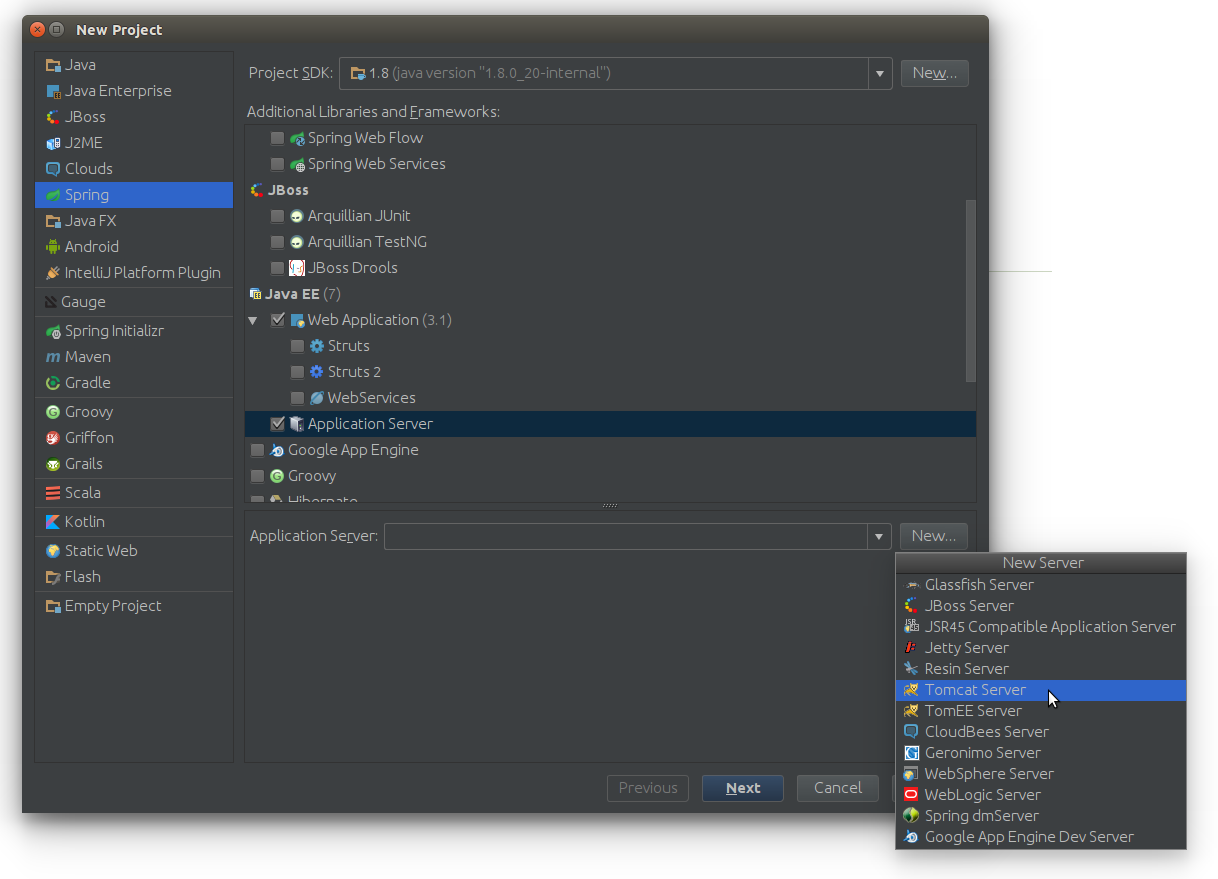 New Project
Java
Java Enterprise
JBoss
J2ME
Clouds
Spring
Java FX
Android
IntelliJ Platform Plugin
Gauge
Spring Initializr
Maven
Gradle
Groovy
Griffon
Grails
Scala
Kotlin
Static Web
Flash
Empty Project
Project SDK: 1.8 (java version "1.8.0_20-internal") New...
Additional Libraries and Frameworks:
Spring Web Flow
Spring Web Services
JBoss
Arquillian JUnit
Arquillian TestNG
JBoss Drools
Java EE (7)
Web Application (3.1)
Struts
Struts 2
WebServices
Application Server
Google App Engine
Groovy
Hibernate
Application Server: New...
New Server
Glassfish Server
JBoss Server
JSR45 Compatible Application Server
Jetty Server
Resin Server
Tomcat Server
TomEE Server
CloudBees Server
Geronimo Server
WebSphere Server
WebLogic Server
Spring dmServer
Google App Engine Dev Server
Previous Next Cancel